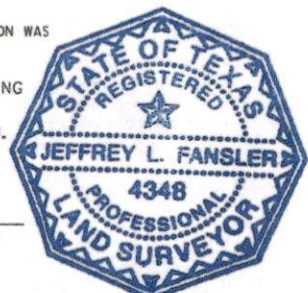 ON WAS
NG
STATE OF TEXAS
REGISTERED
JEFFREY L. FANSLER
4348
PROFESSIONAL
LAND SURVEYOR